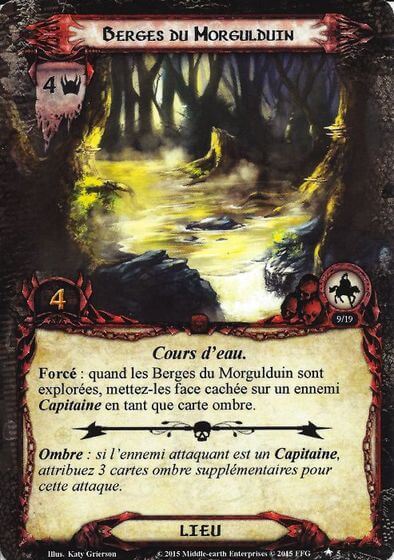 Berges du Morgulduin
4
4
9/19
Cours d'eau.
Forcé : quand les Berges du Morgulduin sont
explorées, mettez-les face cachée sur un ennemi
Capitaine en tant que carte ombre.
Ombre : si l'ennemi attaquant est un Capitaine,
attribuez 3 cartes ombre supplémentaires pour
cette attaque.
LIEU
Illus. Katy Grierson
© 2015 Middle-earth Enterprises © 2015 FFG
5